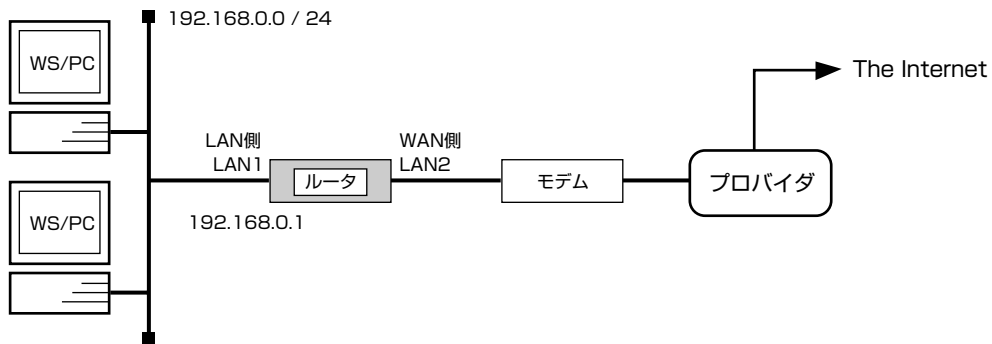 192.168.0.0 / 24
WS/PC
The Internet
LAN側
LAN1
WAN側
LAN2
ルータ
モデム
プロバイダ
192.168.0.1
WS/PC